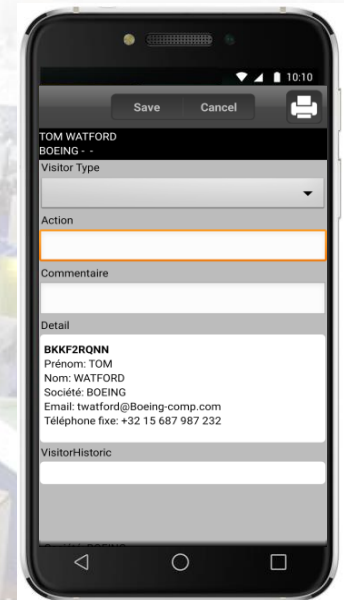 10:10
Save Cancel
TOM WATFORD
BOEING - -
Visitor Type
Action
Commentaire
Detail
BKKF2RQNN
Prénom: TOM
Nom: WATFORD
Société: BOEING
Email: twatford@Boeing-comp.com
Téléphone fixe: +32 15 687 987 232
VisitorHistoric